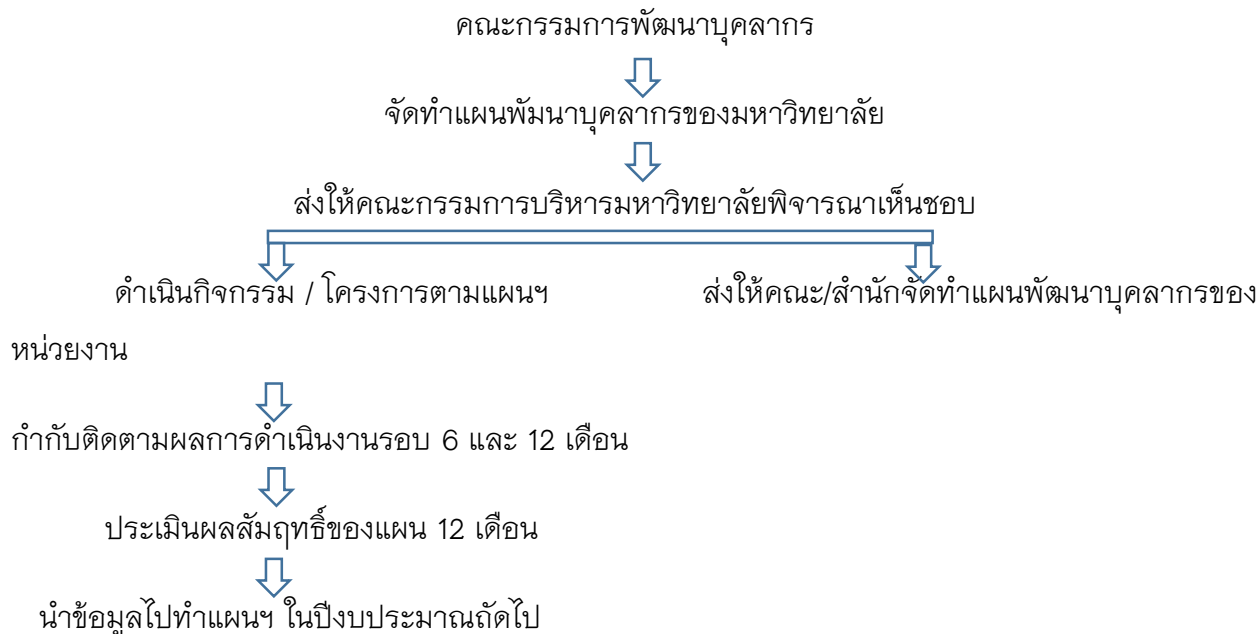 คณะกรรมการพัฒนาบุคลากร
จัดทำแผนพัมนาบุคลากรของมหาวิทยาลัย
ส่งให้คณะกรรมการบริหารมหาวิทยาลัยพิจารณาเห็นชอบ
ดำเนินกิจกรรม / โครงการตามแผนฯ ส่งให้คณะ/สำนักจัดทำแผนพัฒนาบุคลากรของ
หน่วยงาน
กำกับติดตามผลการดำเนินงานรอบ 6 และ 12 เดือน
ประเมินผลสัมฤทธิ์ของแผน 12 เดือน
นำข้อมูลไปทำแผนฯ ในปีงบประมาณถัดไป